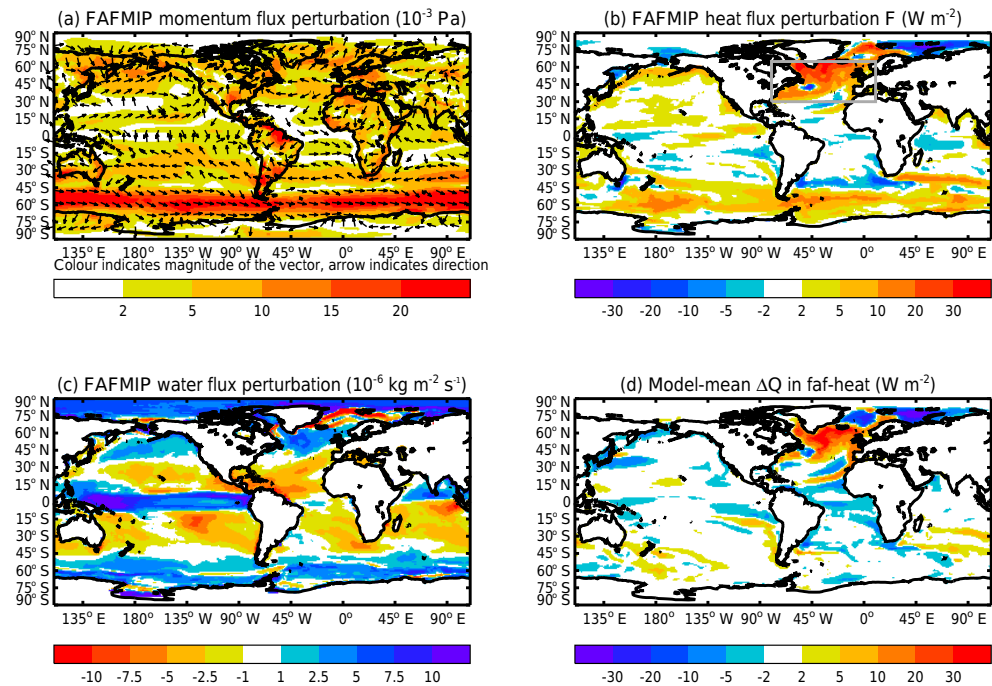 (a) FAFMIP momentum flux perturbation (10⁻³ Pa)
90° N
75° N
60° N
45° N
30° N
15° N
0
15° S
30° S
45° S
60° S
75° S
90° S
135° E 180° 135° W 90° W 45° W 0° 45° E 90° E
Colour indicates magnitude of the vector, arrow indicates direction
2 5 10 15 20
(b) FAFMIP heat flux perturbation F (W m⁻²)
90° N
75° N
60° N
45° N
30° N
15° N
0
15° S
30° S
45° S
60° S
75° S
90° S
135° E 180° 135° W 90° W 45° W 0° 45° E 90° E
-30 -20 -10 -5 -2 2 5 10 20 30
(c) FAFMIP water flux perturbation (10⁻⁶ kg m⁻² s⁻¹)
90° N
75° N
60° N
45° N
30° N
15° N
0
15° S
30° S
45° S
60° S
75° S
90° S
135° E 180° 135° W 90° W 45° W 0° 45° E 90° E
-10 -7.5 -5 -2.5 -1 1 2.5 5 7.5 10
(d) Model-mean ΔQ in faf-heat (W m⁻²)
90° N
75° N
60° N
45° N
30° N
15° N
0
15° S
30° S
45° S
60° S
75° S
90° S
135° E 180° 135° W 90° W 45° W 0° 45° E 90° E
-30 -20 -10 -5 -2 2 5 10 20 30